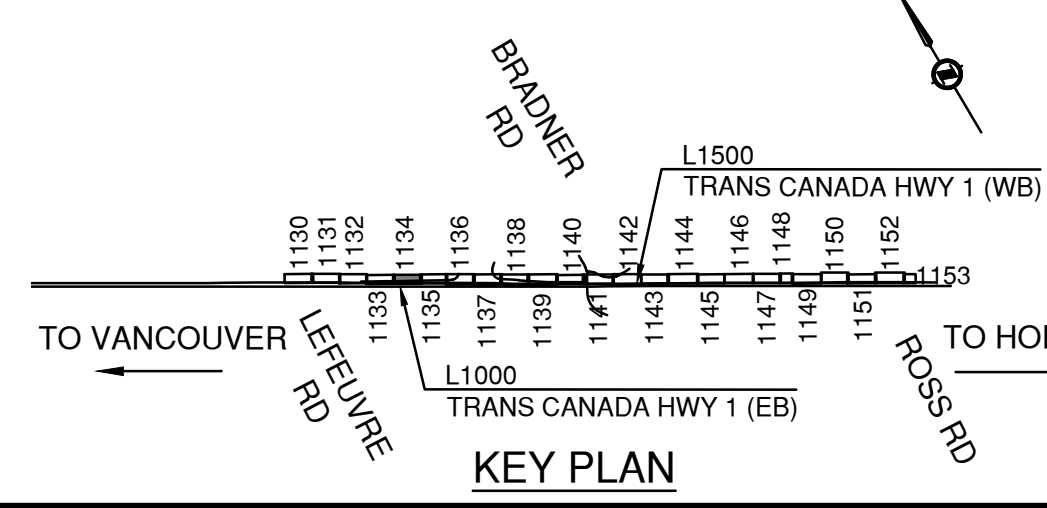 BRADNER
RD
L1500
TRANS CANADA HWY 1 (WB)
1130
1131
1132
1134
1136
1138
1140
1142
1144
1146
1148
1150
1152
1153
1133
1135
1137
1139
1141
1143
1145
1147
1149
1151
TO VANCOUVER
LEFEUVRE
RD
L1000
TRANS CANADA HWY 1 (EB)
ROSS RD
TO
KEY PLAN